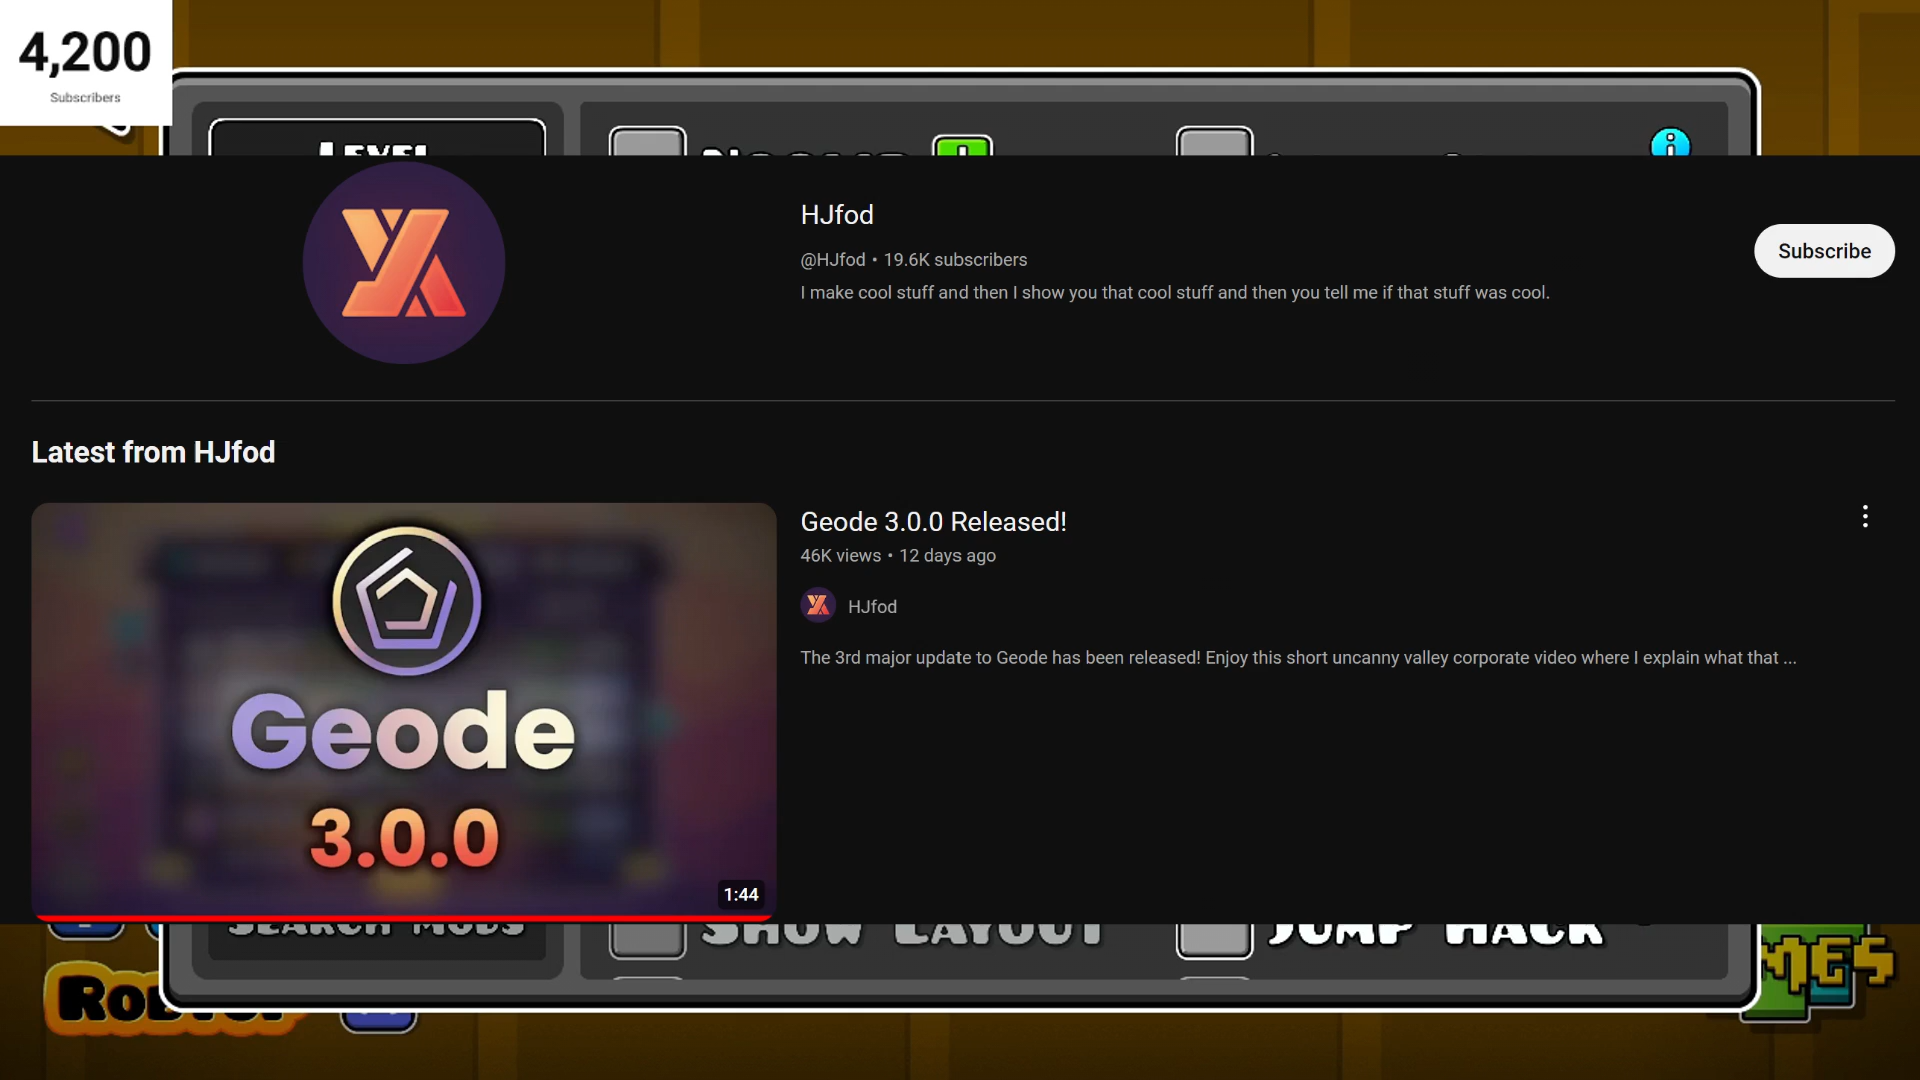 4,200
Subscribers
HJfod
@HJfod • 19.6K subscribers
Subscribe
I make cool stuff and then I show you that cool stuff and then you tell me if that stuff was cool.
Latest from HJfod
Geode
3.0.0
1:44
Geode 3.0.0 Released!
46K views • 12 days ago
HJfod
The 3rd major update to Geode has been released! Enjoy this short uncanny valley corporate video where I explain what that ...
SEARCH MODS
SHOW LAYOUT
JUMP HACK